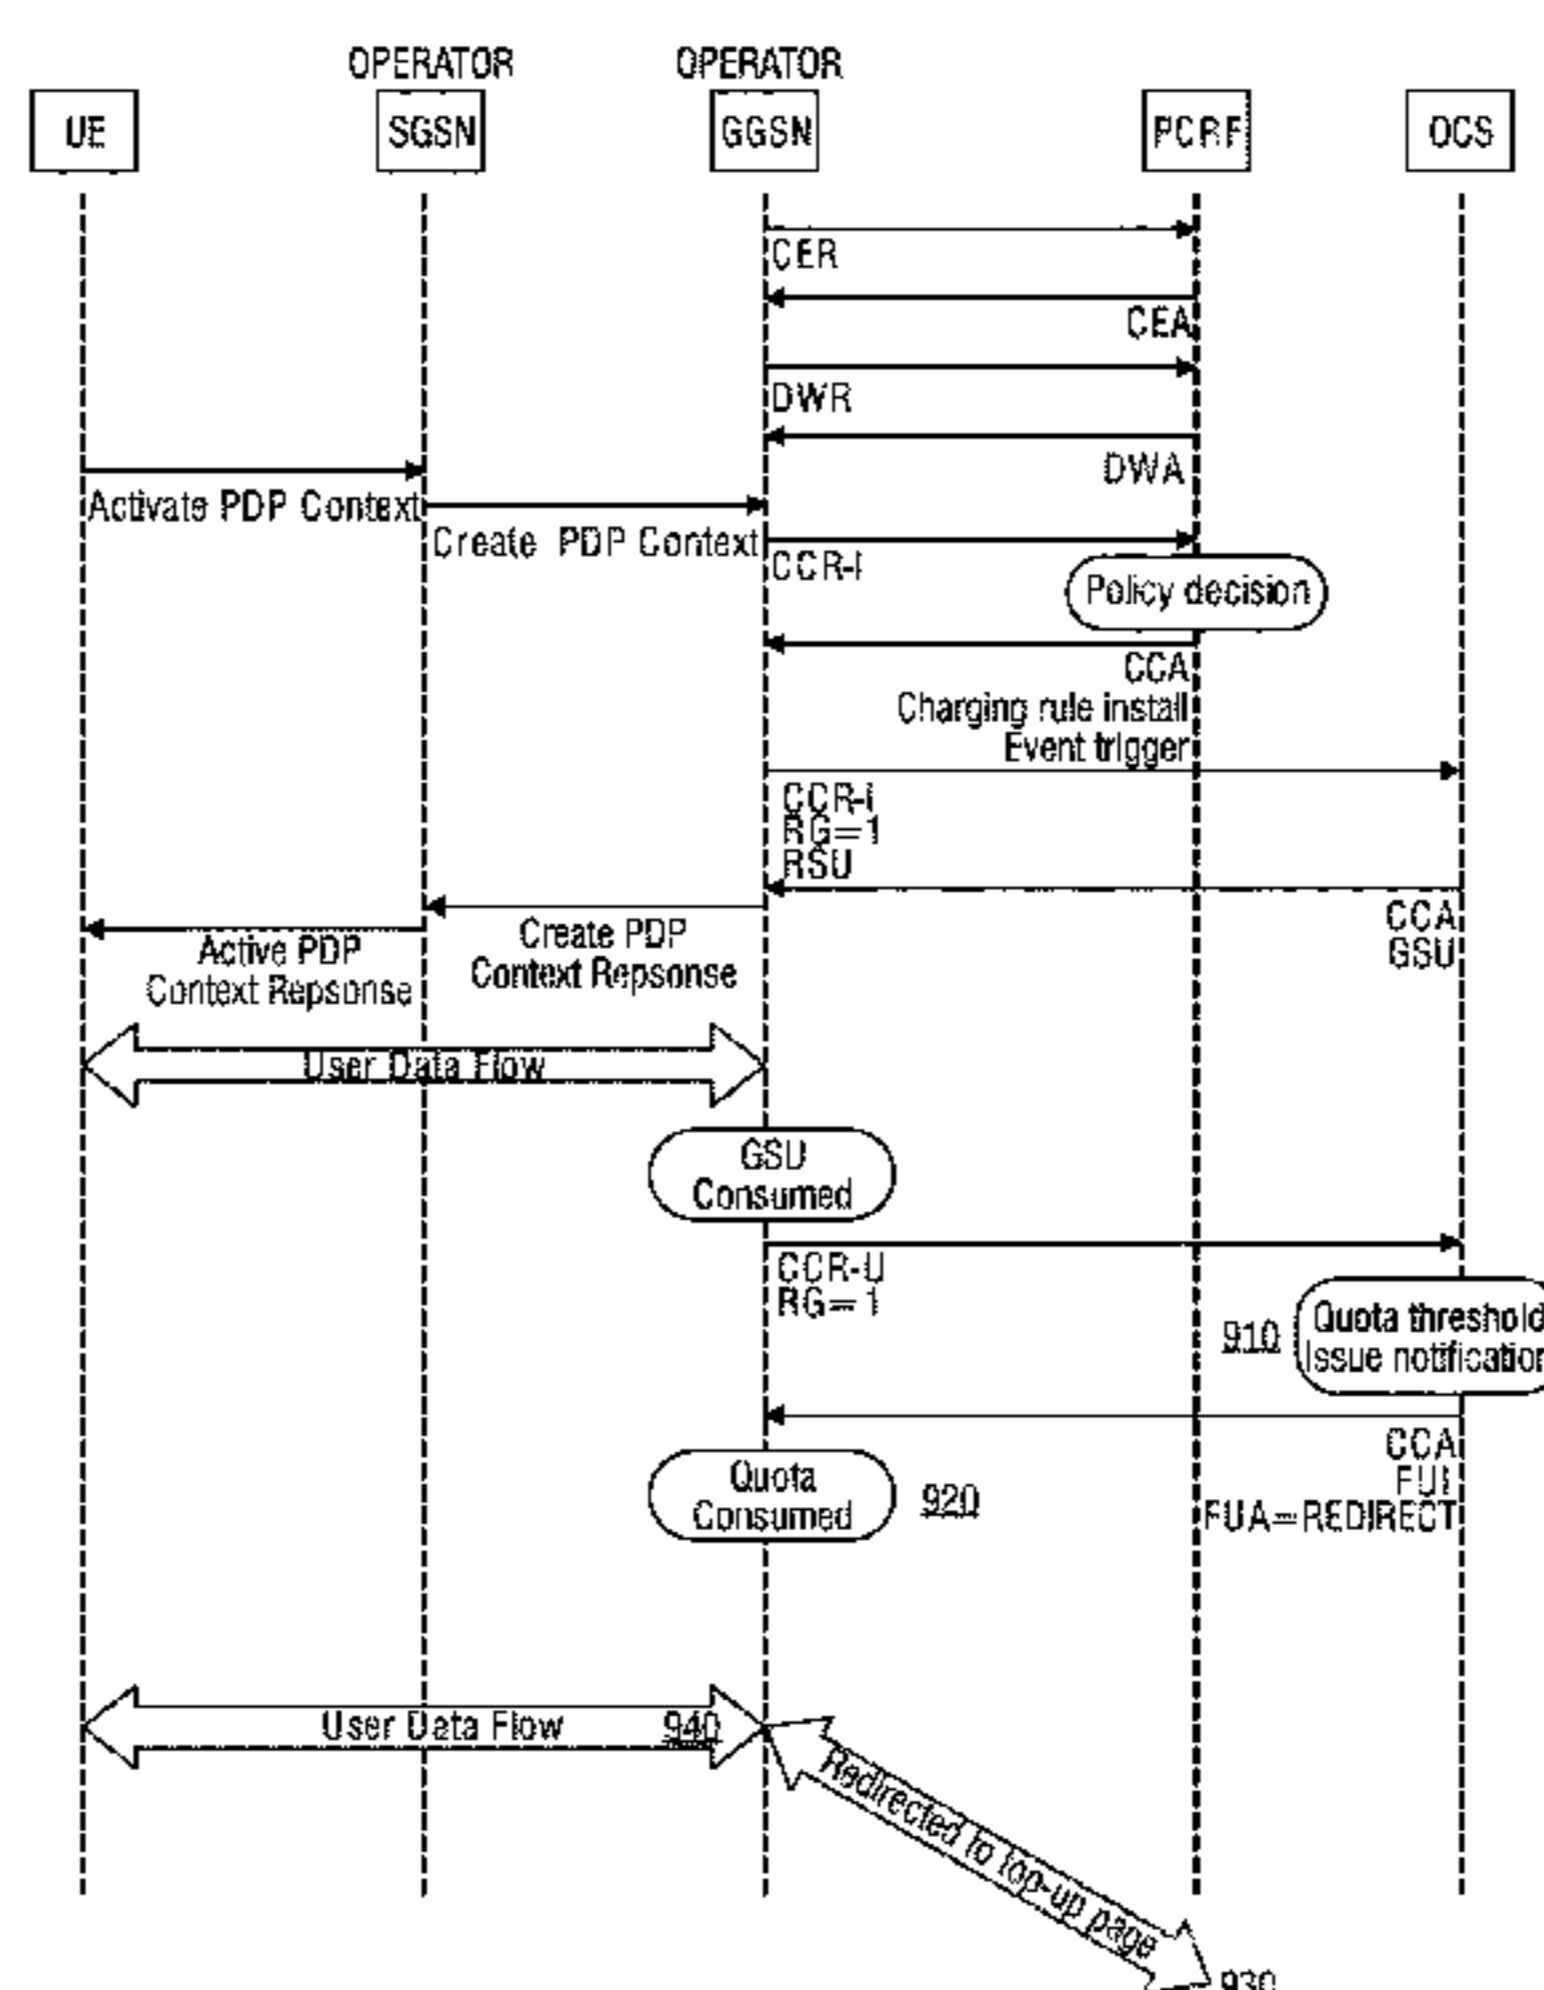 OPERATOR
OPERATOR
UE
SGSN
GGSN
PCRF
OCS
CER
CEA
DWR
DWA
Activate PDP Context
Create PDP Context
CCR-I
Policy decision
CCA
Charging rule install
Event trigger
CCR-I
RG=1
RSU
CCA
GSU
Create PDP
Context Repsonse
Active PDP
Context Repsonse
User Data Flow
GSU
Consumed
CCR-U
RG=1
910
Quota threshold
Issue notification
CCA
FUI
FUA=REDIRECT
Quota
Consumed
920
User Data Flow
940
Redirected to top-up page
930